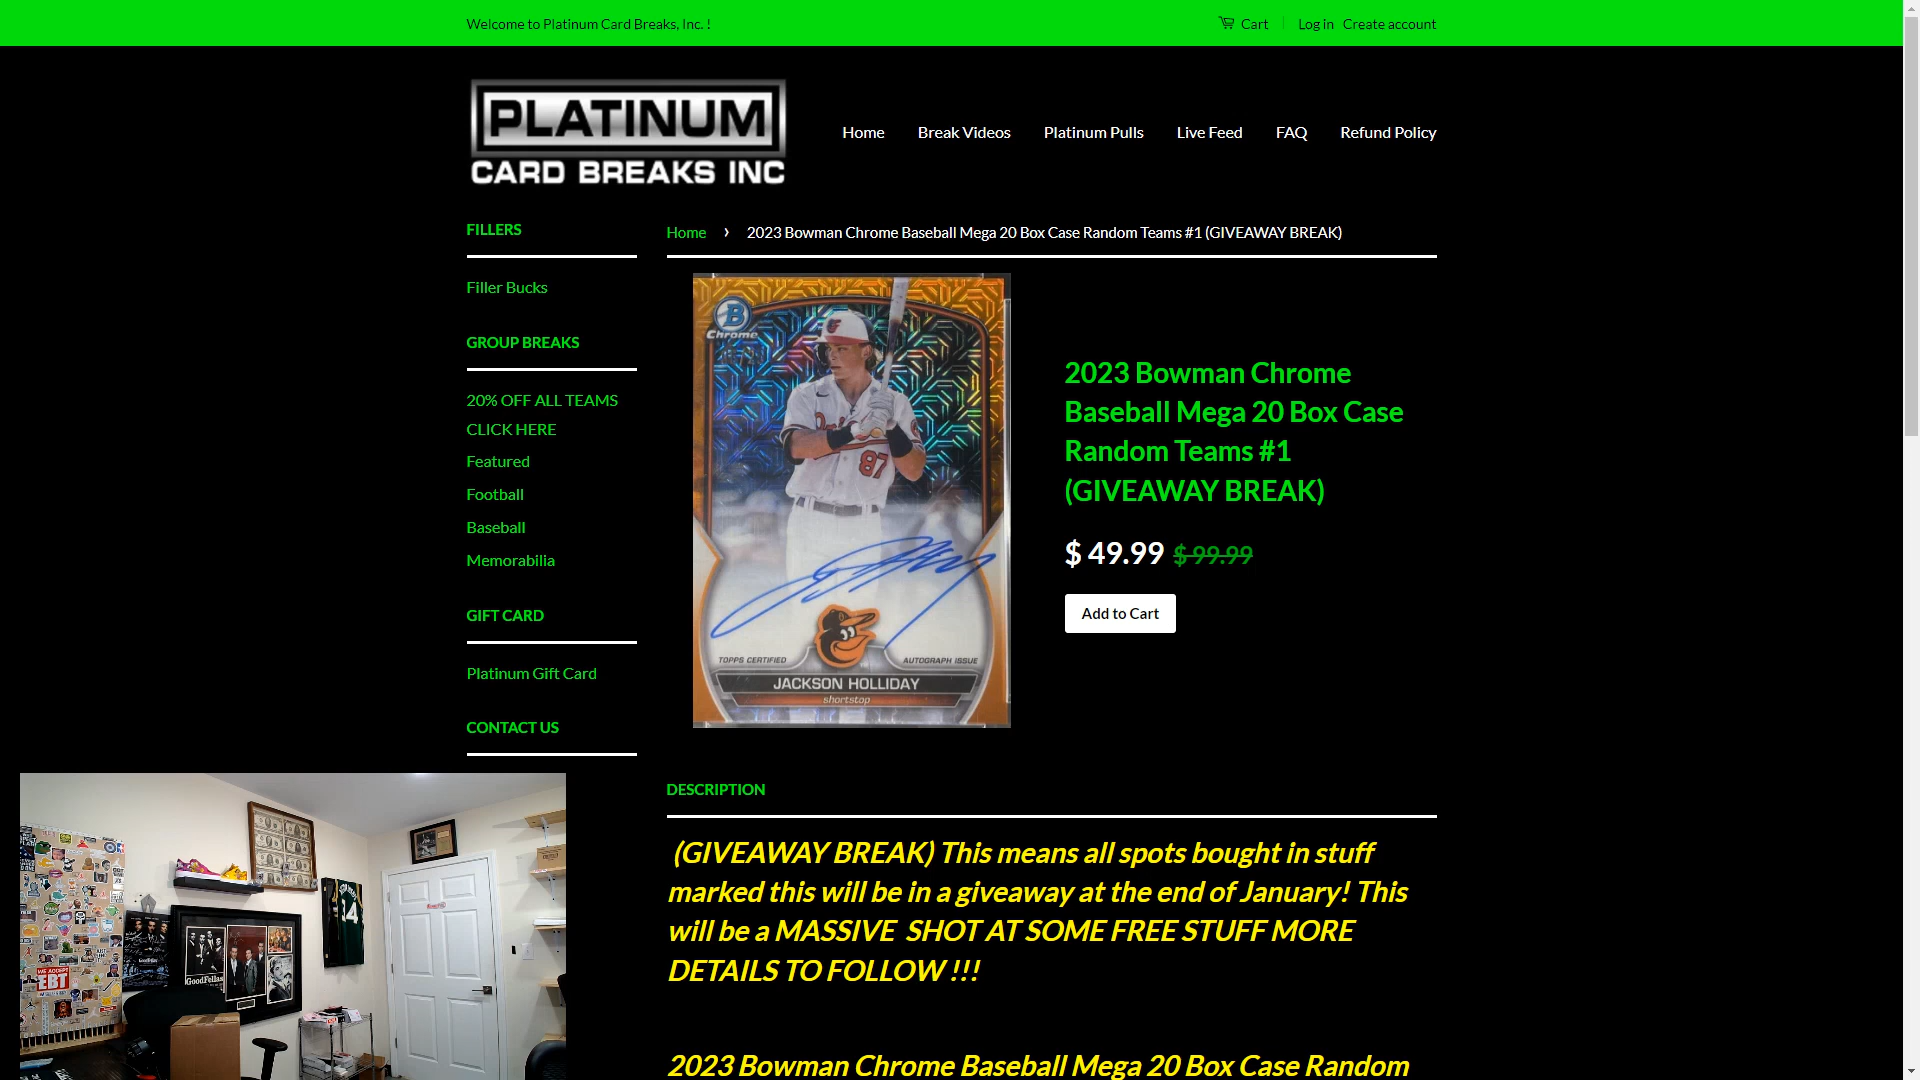 Welcome to Platinum Card Breaks, Inc. !
Cart
Log in
Create account
PLATINUM
CARD BREAKS INC
Home
Break Videos
Platinum Pulls
Live Feed
FAQ
Refund Policy
FILLERS
Filler Bucks
GROUP BREAKS
20% OFF ALL TEAMS
CLICK HERE
Featured
Football
Baseball
Memorabilia
GIFT CARD
Platinum Gift Card
CONTACT US
Home › 2023 Bowman Chrome Baseball Mega 20 Box Case Random Teams #1 (GIVEAWAY BREAK)
B
Chrome
87
TOPPS CERTIFIED
AUTOGRAPH ISSUE
JACKSON HOLLIDAY
shortstop
2023 Bowman Chrome
Baseball Mega 20 Box Case
Random Teams #1
(GIVEAWAY BREAK)
$ 49.99 $ 99.99
Add to Cart
DESCRIPTION
(GIVEAWAY BREAK) This means all spots bought in stuff
marked this will be in a giveaway at the end of January! This
will be a MASSIVE SHOT AT SOME FREE STUFF MORE
DETAILS TO FOLLOW !!!
2023 Bowman Chrome Baseball Mega 20 Box Case Random
GoodFellas
WE ACCEPT
EBT